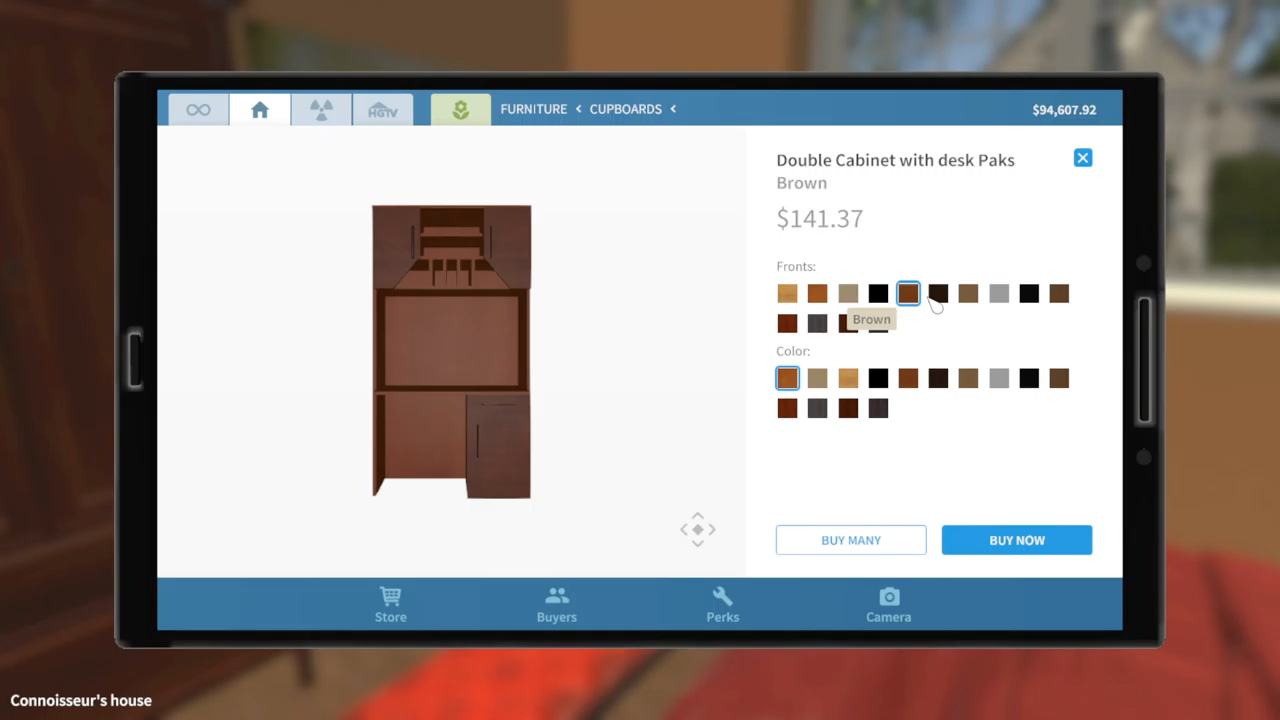 HGTV
FURNITURE < CUPBOARDS <
$94,607.92
Double Cabinet with desk Paks
Brown
$141.37
Fronts:
Brown
Color:
BUY MANY
BUY NOW
Store
Buyers
Perks
Camera
Connoisseur's house